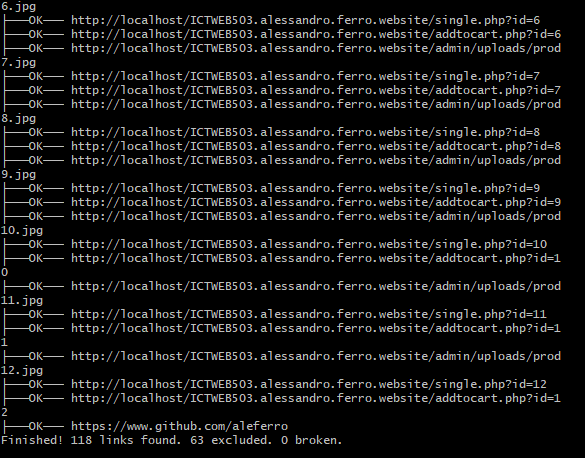 6.jpg
├──OK─── http://localhost/ICTWEB503.alessandro.ferro.website/single.php?id=6
├──OK─── http://localhost/ICTWEB503.alessandro.ferro.website/addtocart.php?id=6
├──OK─── http://localhost/ICTWEB503.alessandro.ferro.website/admin/uploads/prod
7.jpg
├──OK─── http://localhost/ICTWEB503.alessandro.ferro.website/single.php?id=7
├──OK─── http://localhost/ICTWEB503.alessandro.ferro.website/addtocart.php?id=7
├──OK─── http://localhost/ICTWEB503.alessandro.ferro.website/admin/uploads/prod
8.jpg
├──OK─── http://localhost/ICTWEB503.alessandro.ferro.website/single.php?id=8
├──OK─── http://localhost/ICTWEB503.alessandro.ferro.website/addtocart.php?id=8
├──OK─── http://localhost/ICTWEB503.alessandro.ferro.website/admin/uploads/prod
9.jpg
├──OK─── http://localhost/ICTWEB503.alessandro.ferro.website/single.php?id=9
├──OK─── http://localhost/ICTWEB503.alessandro.ferro.website/addtocart.php?id=9
├──OK─── http://localhost/ICTWEB503.alessandro.ferro.website/admin/uploads/prod
10.jpg
├──OK─── http://localhost/ICTWEB503.alessandro.ferro.website/single.php?id=10
├──OK─── http://localhost/ICTWEB503.alessandro.ferro.website/addtocart.php?id=1
0
├──OK─── http://localhost/ICTWEB503.alessandro.ferro.website/admin/uploads/prod
11.jpg
├──OK─── http://localhost/ICTWEB503.alessandro.ferro.website/single.php?id=11
├──OK─── http://localhost/ICTWEB503.alessandro.ferro.website/addtocart.php?id=1
1
├──OK─── http://localhost/ICTWEB503.alessandro.ferro.website/admin/uploads/prod
12.jpg
├──OK─── http://localhost/ICTWEB503.alessandro.ferro.website/single.php?id=12
├──OK─── http://localhost/ICTWEB503.alessandro.ferro.website/addtocart.php?id=1
2
├──OK─── https://www.github.com/aleferro
Finished! 118 links found. 63 excluded. 0 broken.